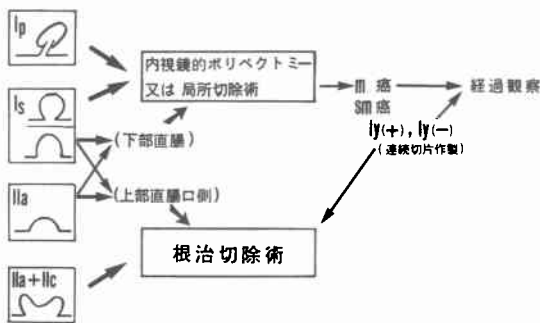 Ip
内視鏡的ポリペクトミー
又は 局所切除術
m 癌
sm癌
経過観察
Is
ly(+), ly(−)
(連続切片作製)
(下部直腸)
(上部直腸口側)
IIa
根治切除術
IIa+IIc